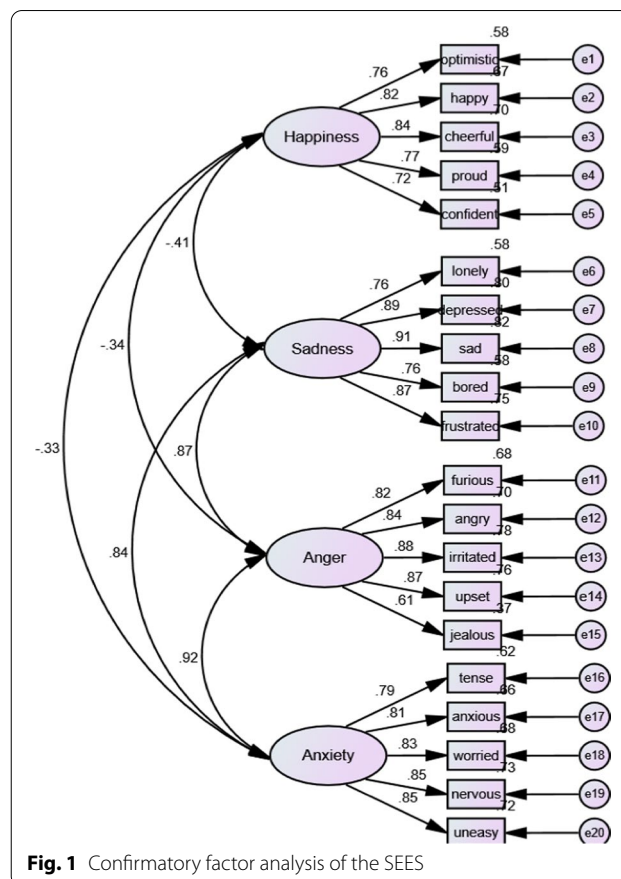 .58
.76 optimistic e1
.67
.82 happy e2
.70
Happiness .84 cheerful e3
.59
.77 proud e4
.51
.72 confident e5
-.41
.58
.76 lonely e6
.80
.89 depressed e7
.82
Sadness .91 sad e8
.58
.76 bored e9
.75
.87 frustrated e10
-.34
-.33
.87
.68
.82 furious e11
.70
.84 angry e12
.78
Anger .88 irritated e13
.76
.87 upset e14
.37
.61 jealous e15
.84
.92
.62
.79 tense e16
.66
.81 anxious e17
.68
Anxiety .83 worried e18
.73
.85 nervous e19
.72
.85 uneasy e20
Fig. 1 Confirmatory factor analysis of the SEES